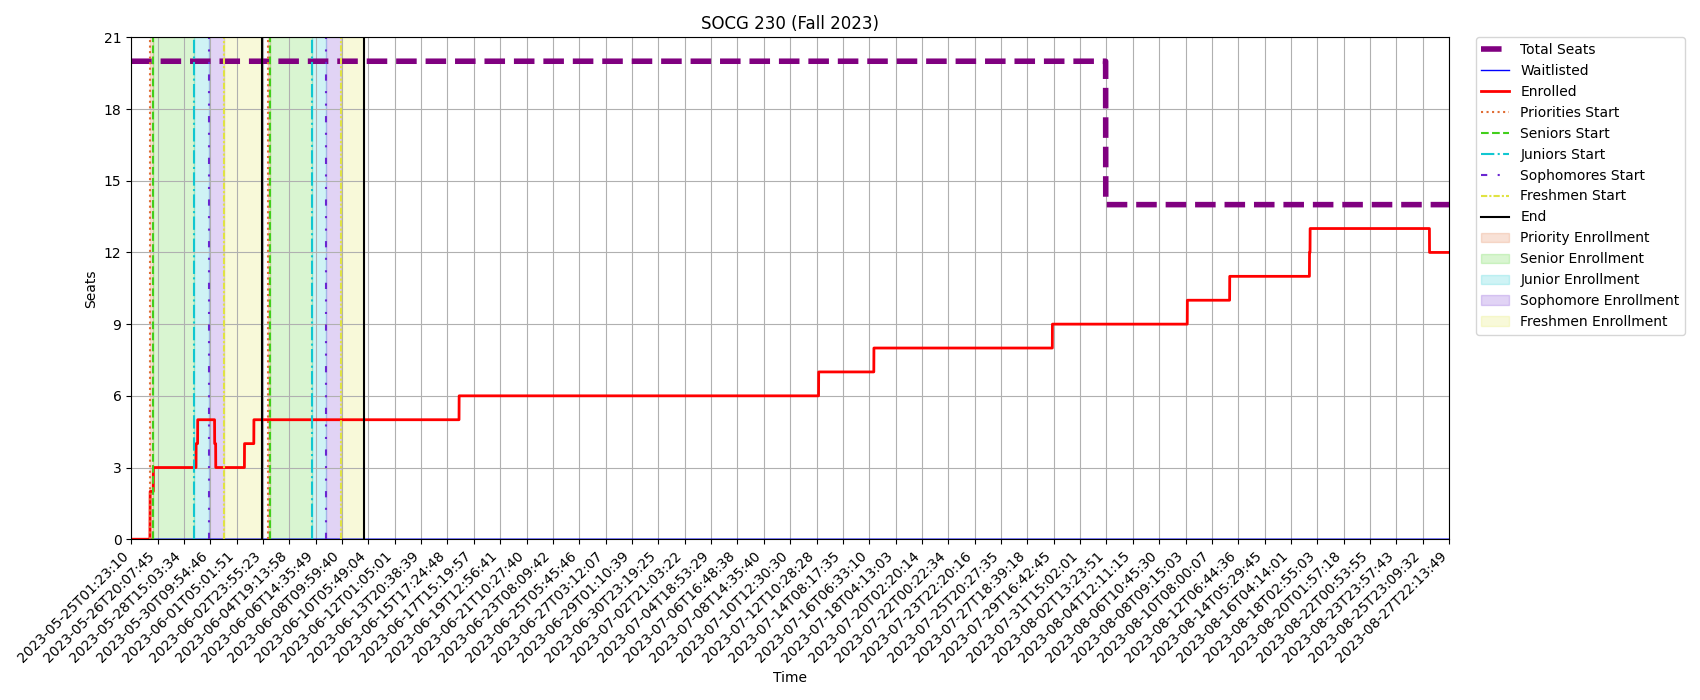 SOCG 230 (Fall 2023)
21
18
15
12
9
6
3
0
Seats
2023-05-25T01:23:10
2023-05-26T20:07:45
2023-05-28T15:03:34
2023-05-30T09:54:46
2023-06-01T05:01:51
2023-06-02T23:55:23
2023-06-04T19:13:58
2023-06-06T14:35:49
2023-06-08T09:59:40
2023-06-10T05:49:04
2023-06-12T01:05:01
2023-06-13T20:38:39
2023-06-15T17:24:48
2023-06-17T15:19:57
2023-06-19T12:56:41
2023-06-21T10:27:40
2023-06-23T08:09:42
2023-06-25T05:45:46
2023-06-27T03:12:07
2023-06-29T01:10:39
2023-06-30T23:19:25
2023-07-02T21:03:22
2023-07-04T18:53:29
2023-07-06T16:48:38
2023-07-08T14:35:40
2023-07-10T12:30:30
2023-07-12T10:28:28
2023-07-14T08:17:35
2023-07-16T06:33:10
2023-07-18T04:13:03
2023-07-20T02:20:14
2023-07-22T00:22:34
2023-07-23T22:20:16
2023-07-25T20:27:35
2023-07-27T18:39:18
2023-07-29T16:42:45
2023-07-31T15:02:01
2023-08-02T13:23:51
2023-08-04T12:11:15
2023-08-06T10:45:30
2023-08-08T09:15:03
2023-08-10T08:00:07
2023-08-12T06:44:36
2023-08-14T05:29:45
2023-08-16T04:14:01
2023-08-18T02:55:03
2023-08-20T01:57:18
2023-08-22T00:53:55
2023-08-23T23:57:43
2023-08-25T23:09:32
2023-08-27T22:13:49
Time
Total Seats
Waitlisted
Enrolled
Priorities Start
Seniors Start
Juniors Start
Sophomores Start
Freshmen Start
End
Priority Enrollment
Senior Enrollment
Junior Enrollment
Sophomore Enrollment
Freshmen Enrollment